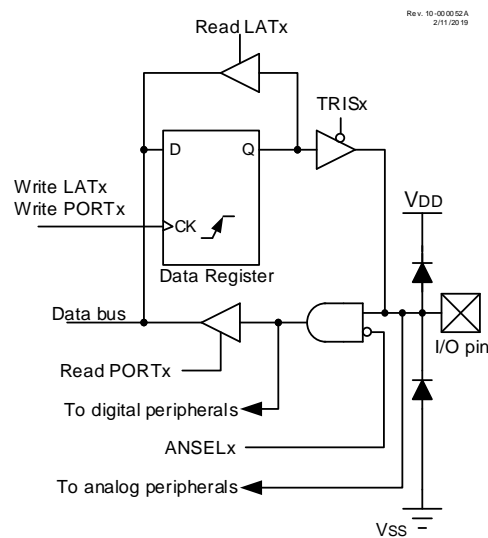 Rev. 10-000052A
2/11/2019
Read LATx
TRISx
D
Q
Write LATx
Write PORTx
CK
VDD
Data Register
Data bus
I/O pin
Read PORTx
To digital peripherals
ANSELx
To analog peripherals
VSS